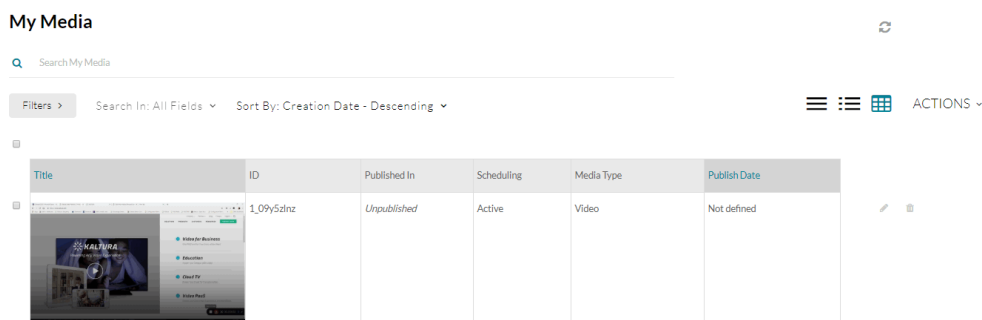 My Media
Search My Media
Filters >
Search In: All Fields
Sort By: Creation Date - Descending
ACTIONS
Title
ID
Published In
Scheduling
Media Type
Publish Date
1_09y5zlnz
Unpublished
Active
Video
Not defined
KALTURA
Video for Business
Education
Cloud TV
Video PaaS